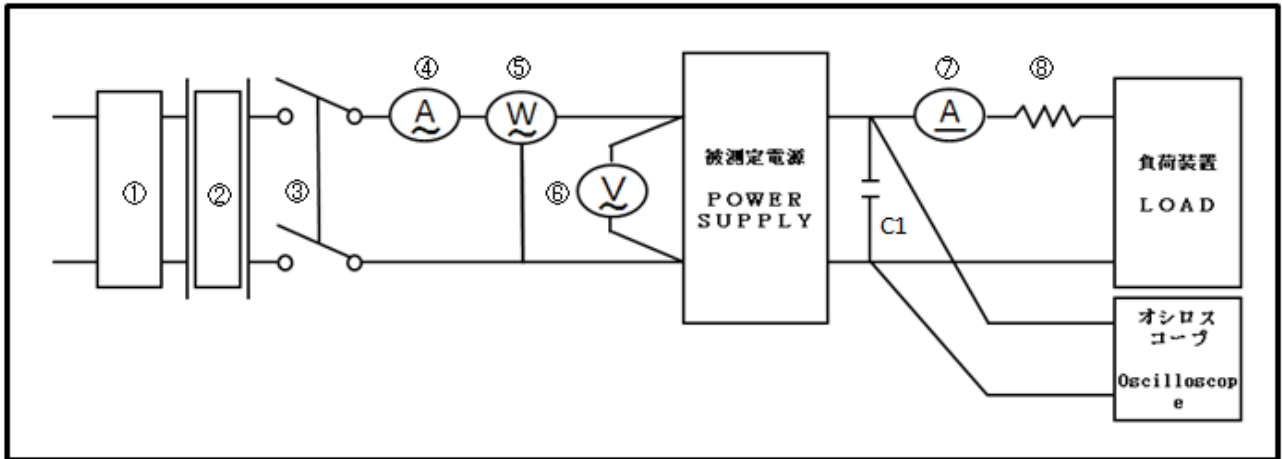 ①
②
③
④
A
~
⑤
W
~
⑥
V
~
被測定電源
POWER
SUPPLY
C1
⑦
A
⑧
負荷装置
LOAD
オシロス
コープ
Oscilloscop
e